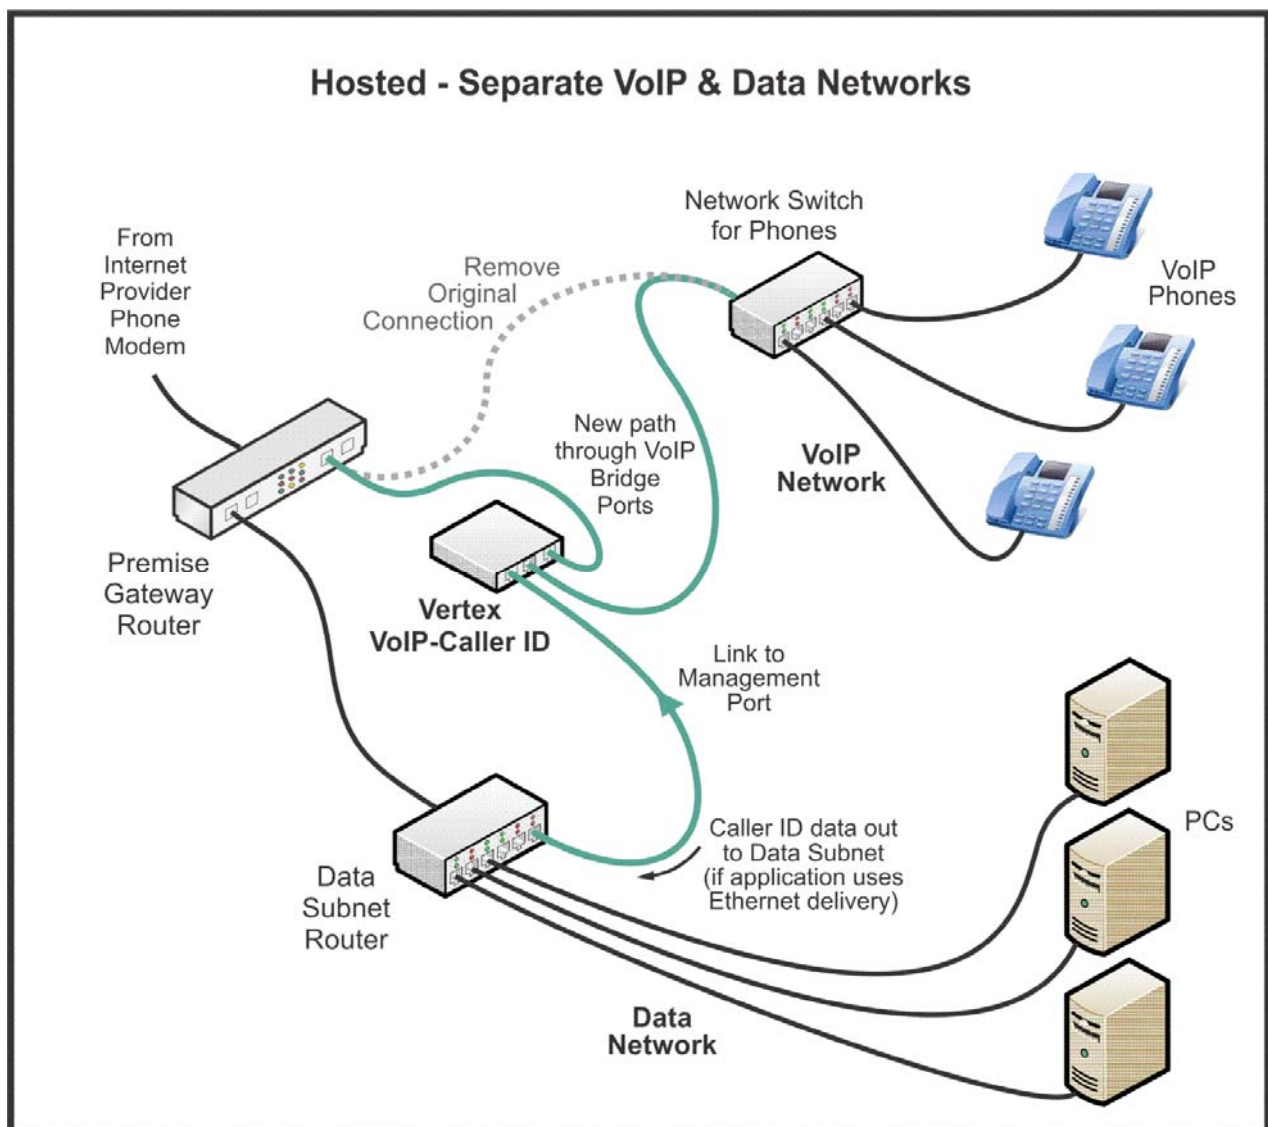 Hosted - Separate VoIP & Data Networks
From
Internet
Provider
Phone
Modem
Remove
Original
Connection
Network Switch
for Phones
VoIP
Phones
New path
through VoIP
Bridge
Ports
VoIP
Network
Premise
Gateway
Router
Vertex
VoIP-Caller ID
Link to
Management
Port
Caller ID data out
to Data Subnet
(if application uses
Ethernet delivery)
PCs
Data
Subnet
Router
Data
Network